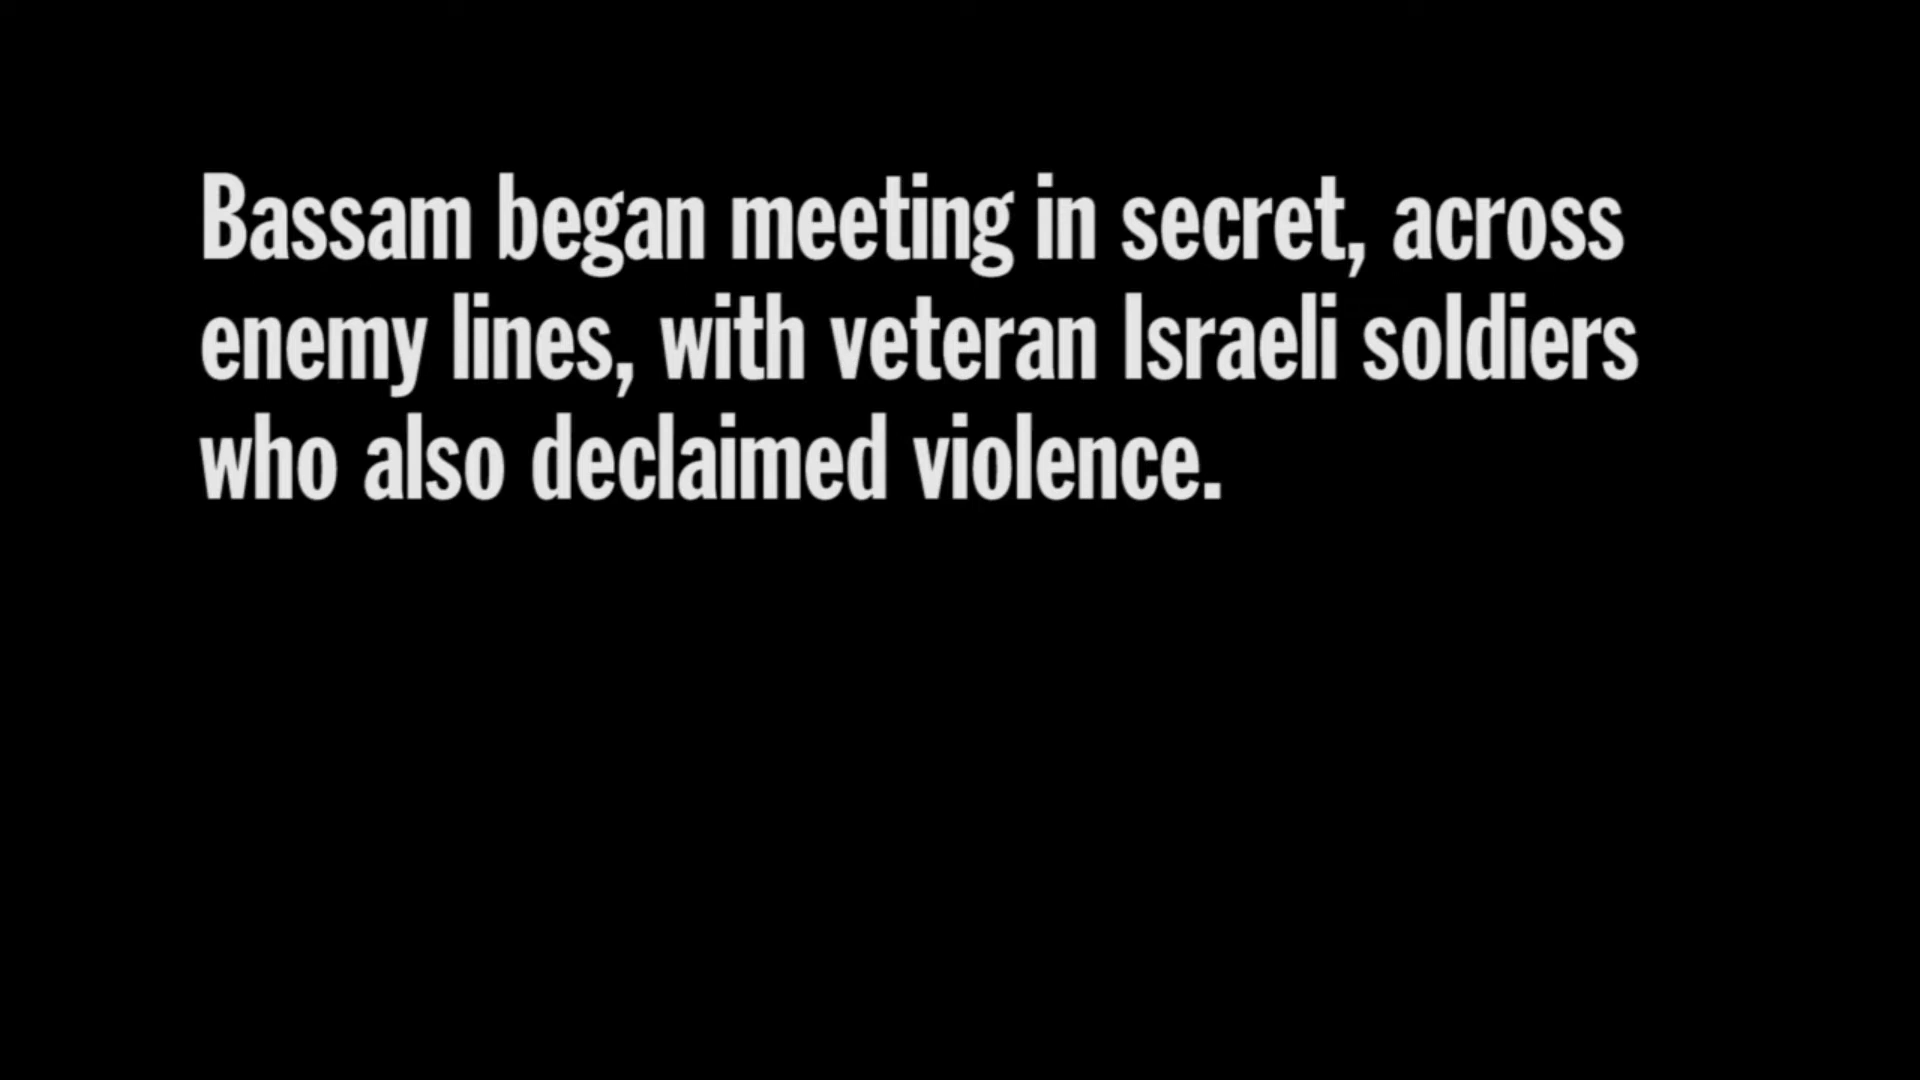 Bassam began meeting in secret, across
enemy lines, with veteran Israeli soldiers
who also declaimed violence.